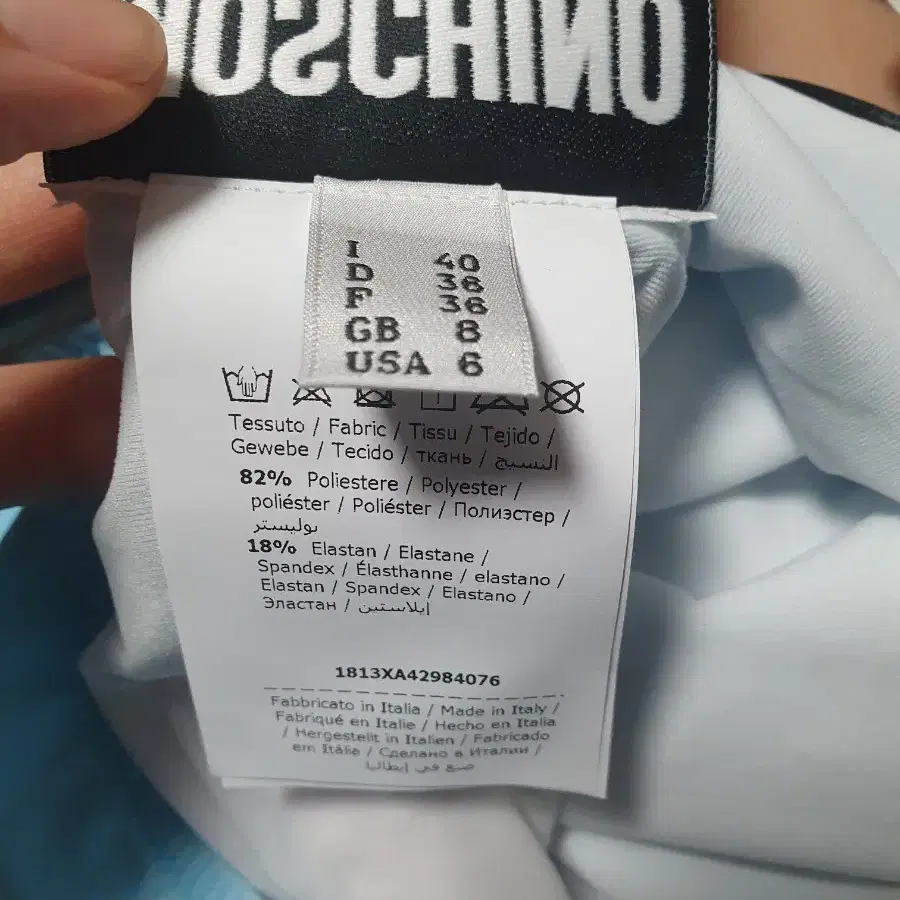 MOSCHINO
I 40
D 36
F 36
GB 8
USA 6
Tessuto / Fabric / Tissu / Tejido /
Gewebe / Tecido / ткань / النسيج
82% Poliestere / Polyester /
poliéster / Poliéster / Полиэстер /
بوليستر
18% Elastan / Elastane /
Spandex / Élasthanne / elastano /
Elastan / Spandex / Elastano /
Эластан / إيلاستين
1813XA42984076
Fabbricato in Italia / Made in Italy /
Fabriqué en Italie / Hecho en Italia
/ Hergestellt in Italien / Fabricado
em Itália / Сделано в Италии /
صنع في إيطاليا